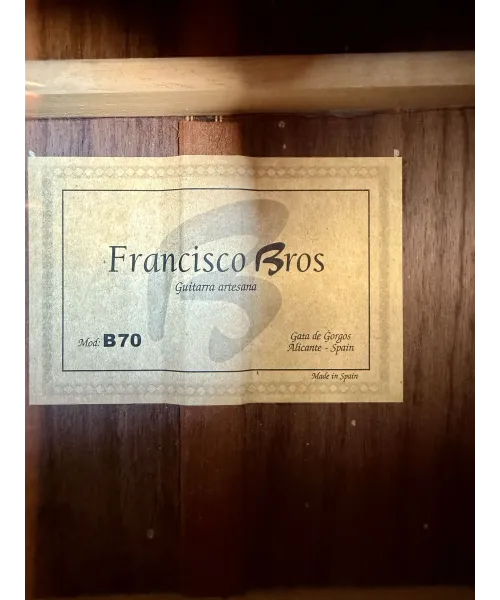 Francisco Bros
Guitarra artesana
Mod: B70
Gata de Gorgos
Alicante - Spain
Made in Spain